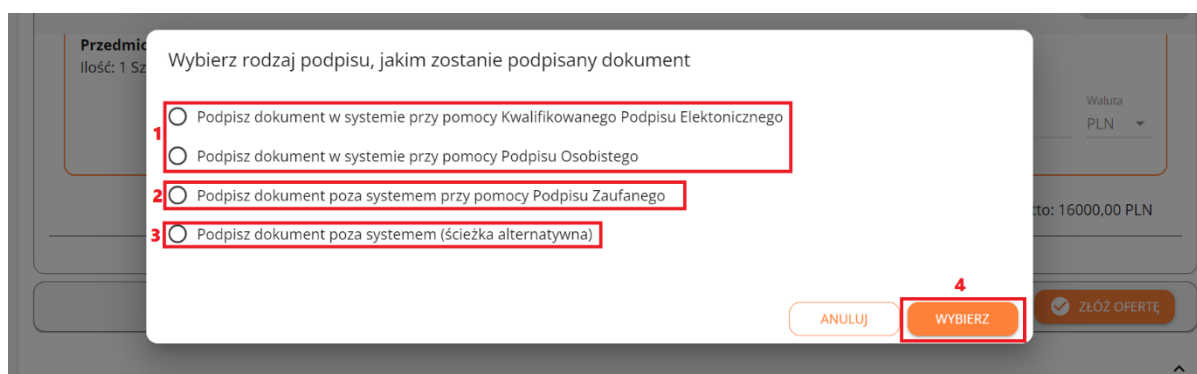 Przedmic
Ilość: 1 Sz
Wybierz rodzaj podpisu, jakim zostanie podpisany dokument
1
Podpisz dokument w systemie przy pomocy Kwalifikowanego Podpisu Elektonicznego
Podpisz dokument w systemie przy pomocy Podpisu Osobistego
2 Podpisz dokument poza systemem przy pomocy Podpisu Zaufanego
3 Podpisz dokument poza systemem (ścieżka alternatywna)
Waluta
PLN
to: 16000,00 PLN
4
ANULUJ
WYBIERZ
ZŁÓŻ OFERTĘ